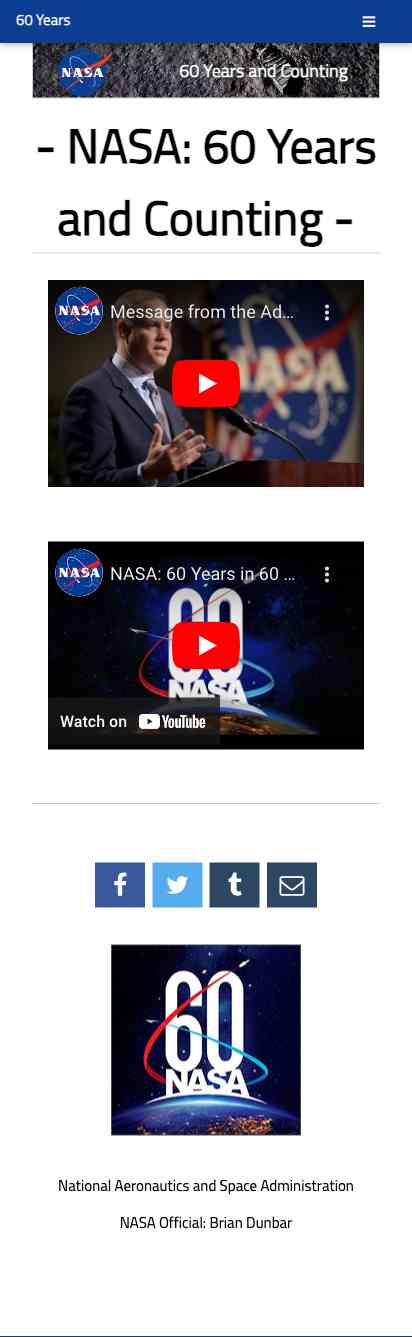 60 Years
NASA
60 Years and Counting
- NASA: 60 Years
and Counting -
NASA
Message from the Ad...
NASA
NASA
NASA: 60 Years in 60 ...
60
NASA
Watch on YouTube
f
t
60
NASA
National Aeronautics and Space Administration
NASA Official: Brian Dunbar